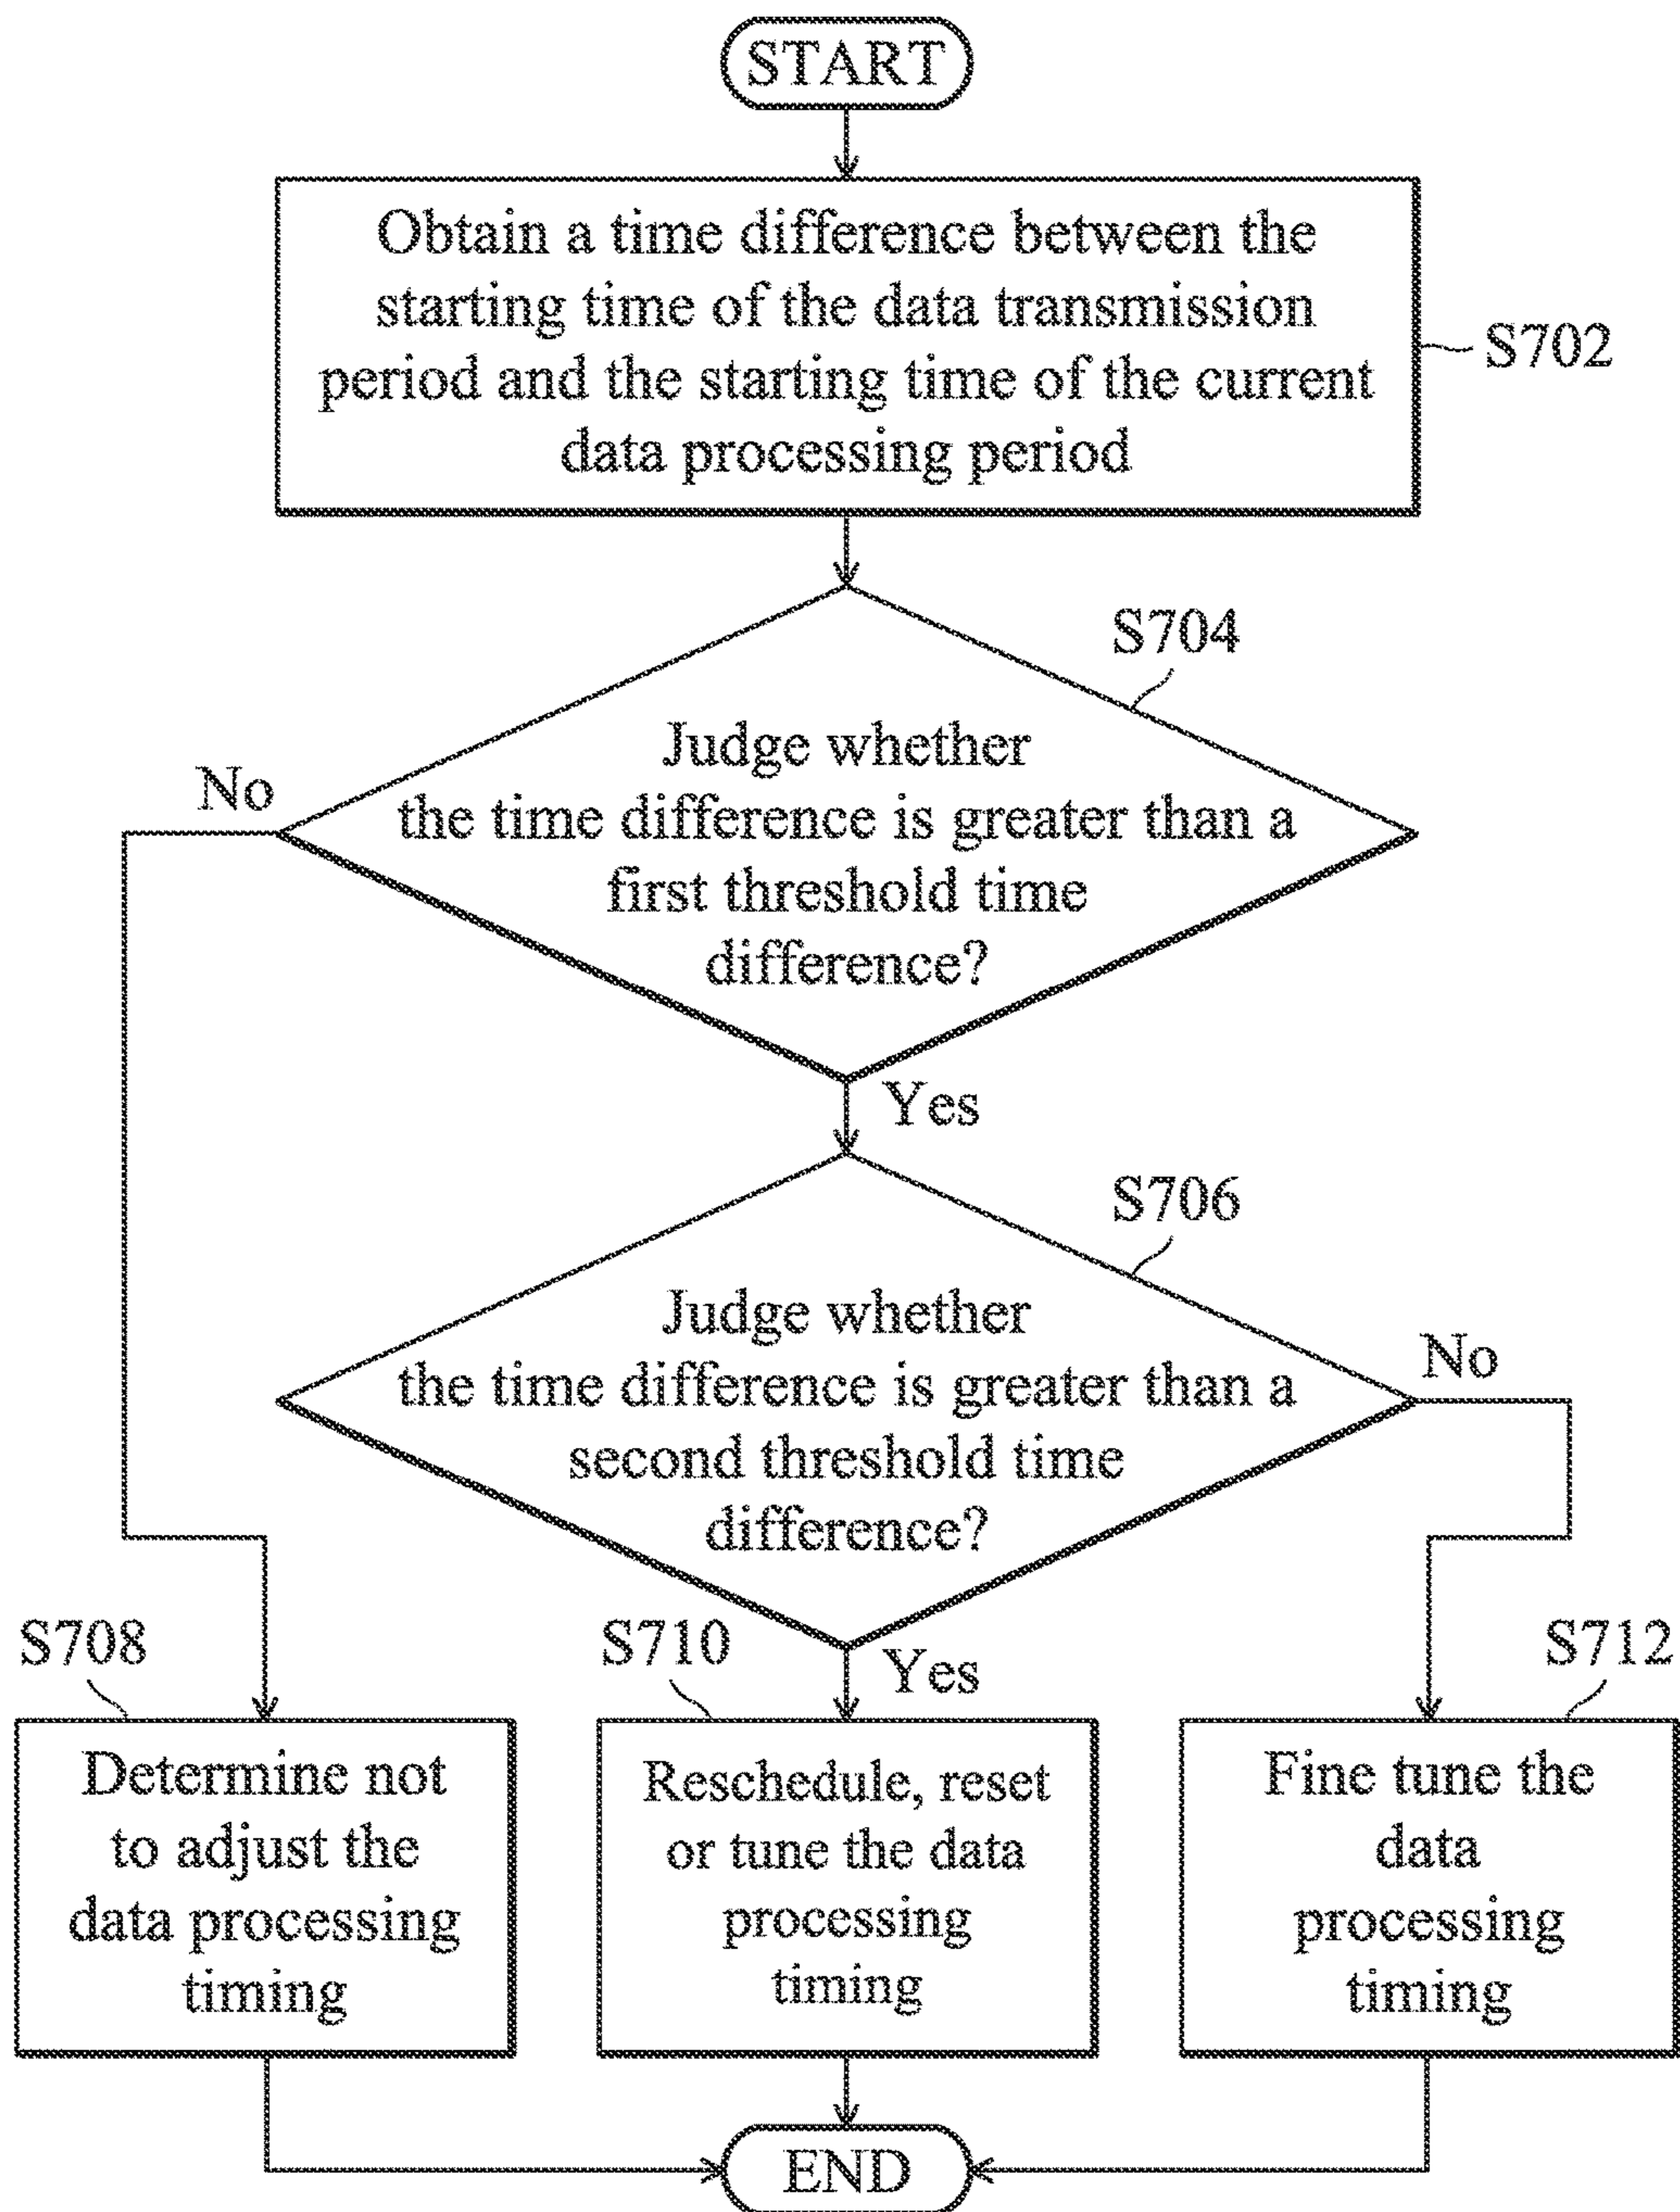 START
Obtain a time difference between the
starting time of the data transmission
period and the starting time of the current
data processing period
S702
S704
Judge whether
the time difference is greater than a
first threshold time
difference?
No
Yes
S706
Judge whether
the time difference is greater than a
second threshold time
difference?
No
Yes
S708
Determine not
to adjust the
data processing
timing
S710
Reschedule, reset
or tune the data
processing
timing
S712
Fine tune the
data
processing
timing
END